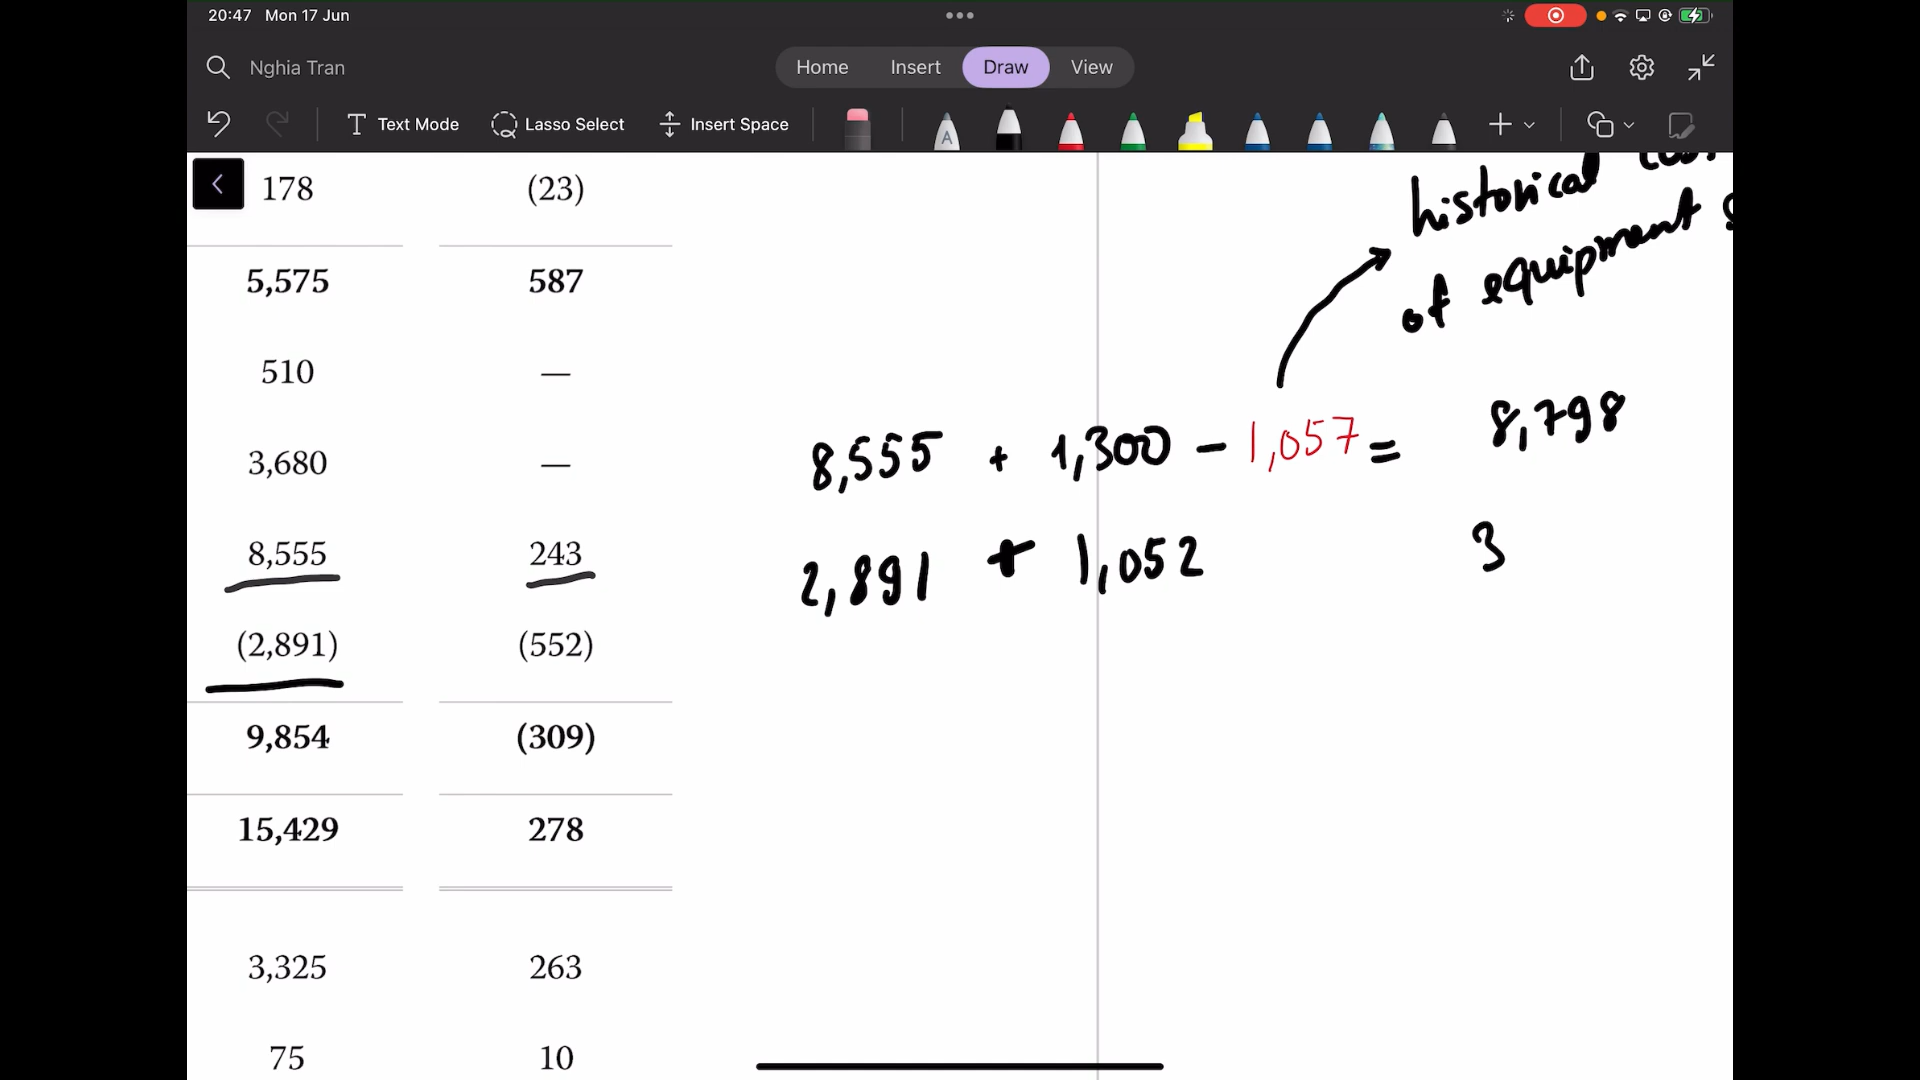 20:47 Mon 17 Jun
Nghia Tran
Home Insert Draw View
Text Mode Lasso Select Insert Space
A
178 (23)
historical
of equipment
5,575 587
510 —
3,680 —
8,555 + 1,300 - 1,057 = 8,798
8,555 243
2,891 + 1,052 3
(2,891) (552)
9,854 (309)
15,429 278
3,325 263
75 10